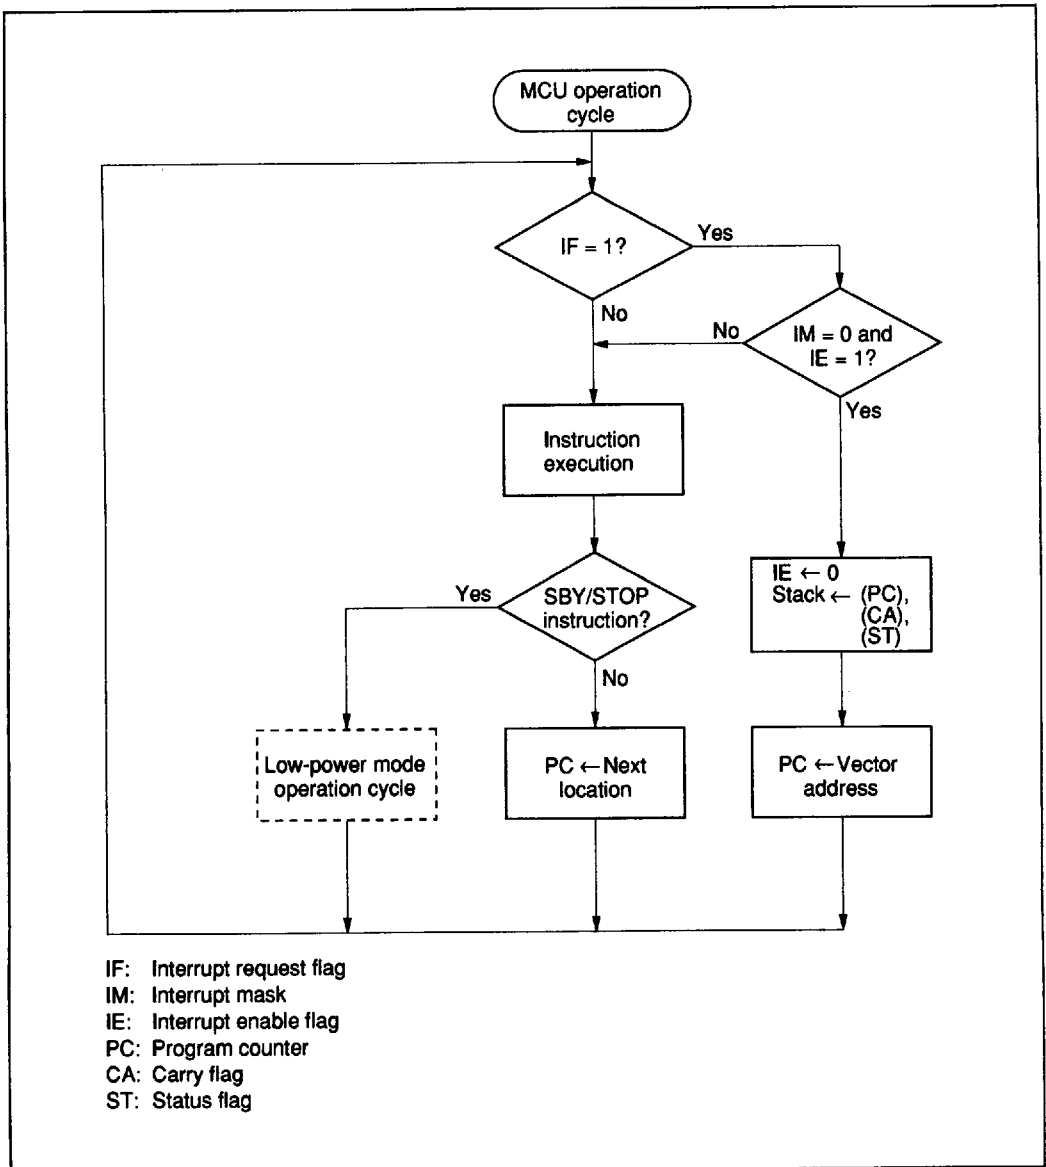 MCU operation
cycle
IF = 1?
Yes
No
IM = 0 and
IE = 1?
No
Yes
Instruction
execution
SBY/STOP
instruction?
Yes
No
IE ← 0
Stack ← (PC),
(CA),
(ST)
Low-power mode
operation cycle
PC ← Next
location
PC ← Vector
address
IF: Interrupt request flag
IM: Interrupt mask
IE: Interrupt enable flag
PC: Program counter
CA: Carry flag
ST: Status flag